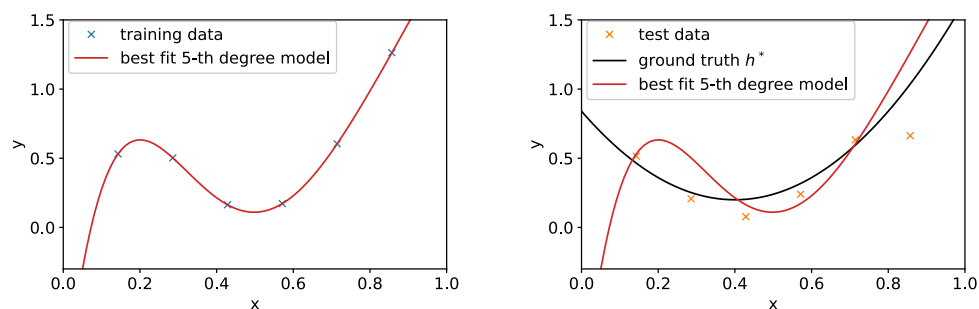 1.5
1.0
0.5
0.0
y
training data
best fit 5-th degree model
0.0 0.2 0.4 0.6 0.8 1.0
x
1.5
1.0
0.5
0.0
y
test data
ground truth h*
best fit 5-th degree model
0.0 0.2 0.4 0.6 0.8 1.0
x